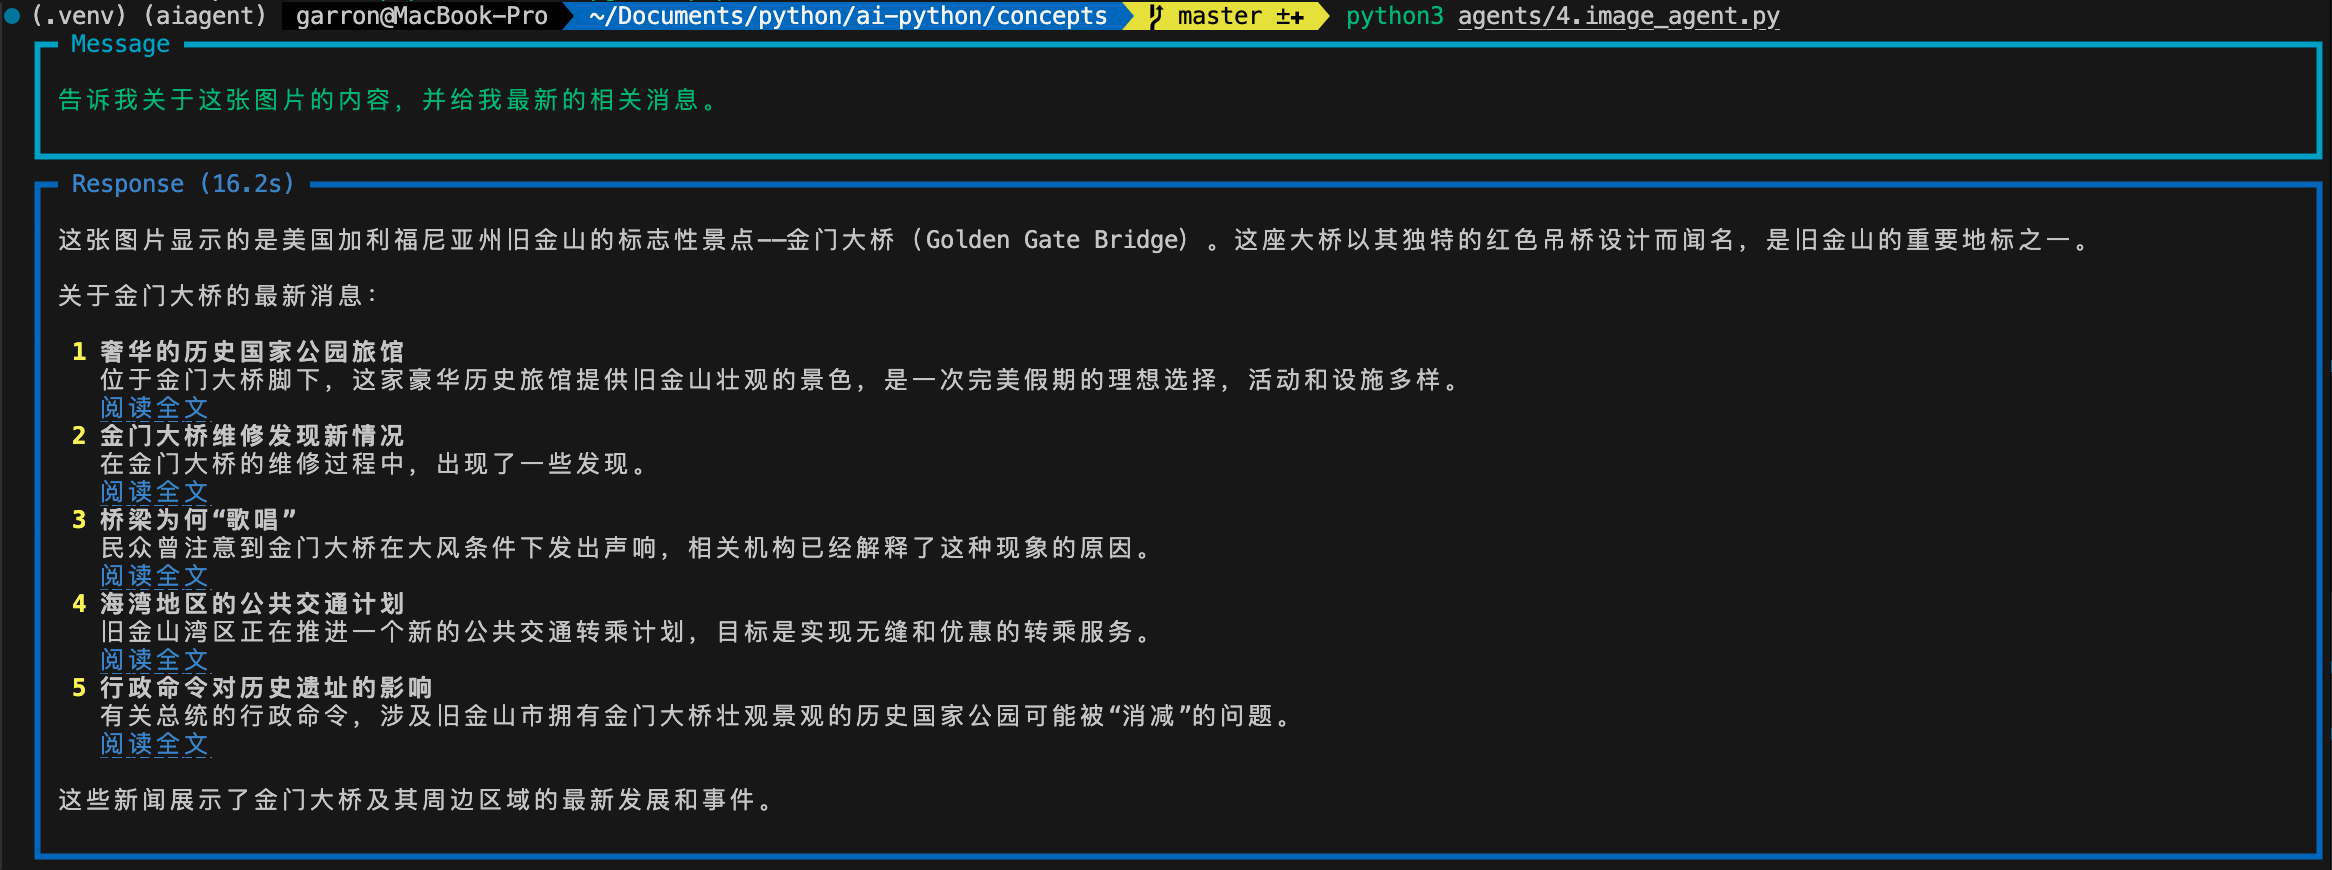 (.venv) (aiagent) garron@MacBook-Pro ~/Documents/python/ai-python/concepts master ±✚ python3 agents/4.image_agent.py
Message
告诉我关于这张图片的内容，并给我最新的相关消息。
Response (16.2s)
这张图片显示的是美国加利福尼亚州旧金山的标志性景点——金门大桥（Golden Gate Bridge）。这座大桥以其独特的红色吊桥设计而闻名，是旧金山的重要地标之一。
关于金门大桥的最新消息：
1 奢华的历史国家公园旅馆
位于金门大桥脚下，这家豪华历史旅馆提供旧金山壮观的景色，是一次完美假期的理想选择，活动和设施多样。
阅读全文
2 金门大桥维修发现新情况
在金门大桥的维修过程中，出现了一些发现。
阅读全文
3 桥梁为何“歌唱”
民众曾注意到金门大桥在大风条件下发出声响，相关机构已经解释了这种现象的原因。
阅读全文
4 海湾地区的公共交通计划
旧金山湾区正在推进一个新的公共交通转乘计划，目标是实现无缝和优惠的转乘服务。
阅读全文
5 行政命令对历史遗址的影响
有关总统的行政命令，涉及旧金山市拥有金门大桥壮观景观的历史国家公园可能被“消减”的问题。
阅读全文
这些新闻展示了金门大桥及其周边区域的最新发展和事件。